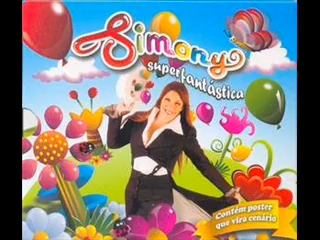 Simony
superfantástica
Contém poster
que vira cenário